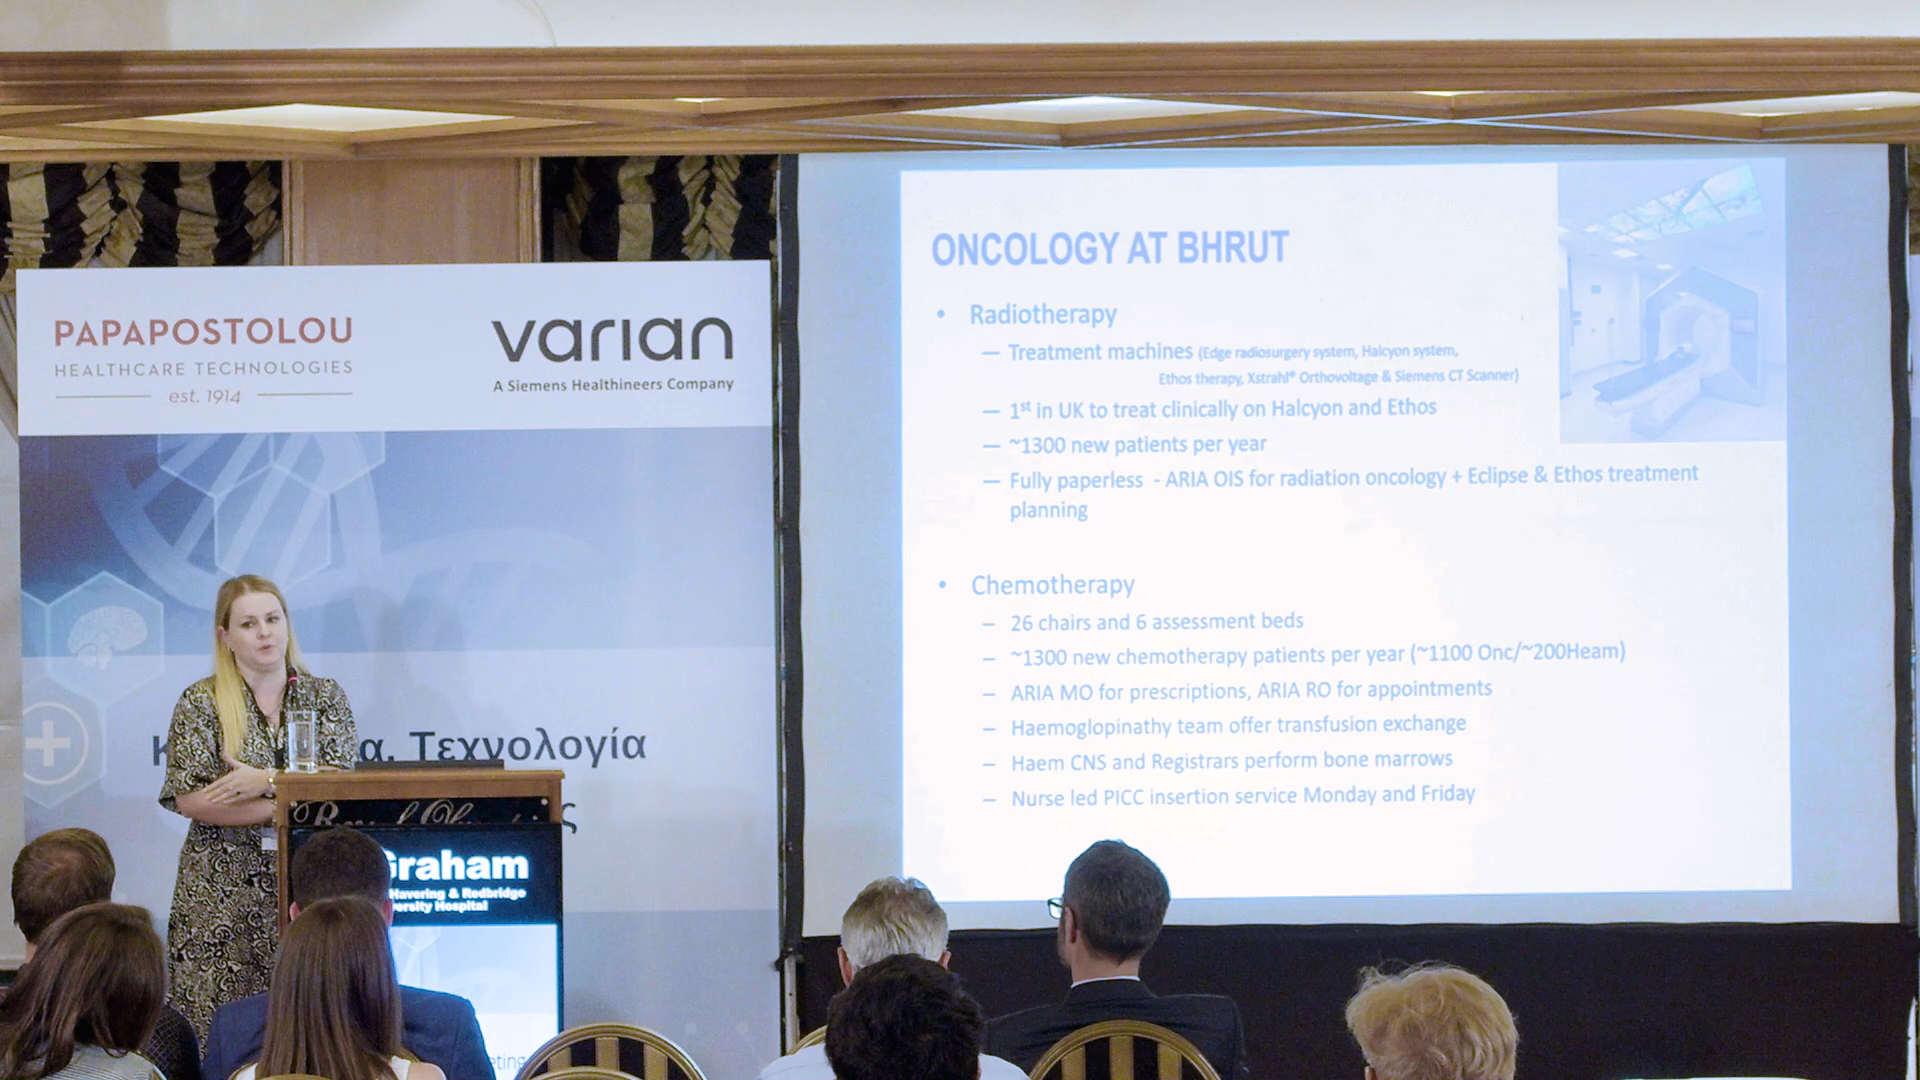 PAPAPOSTOLOU
HEALTHCARE TECHNOLOGIES
est. 1914
varian
A Siemens Healthineers Company
Τεχνολογία
Graham
Havering & Redbridge
Hospital
ONCOLOGY AT BHRUT
• Radiotherapy
— Treatment machines (Edge radiosurgery system, Halcyon system,
Ethos therapy, Xstrahl® Orthovoltage & Siemens CT Scanner)
— 1st in UK to treat clinically on Halcyon and Ethos
— ~1300 new patients per year
— Fully paperless - ARIA OIS for radiation oncology + Eclipse & Ethos treatment
planning
• Chemotherapy
– 26 chairs and 6 assessment beds
– ~1300 new chemotherapy patients per year (~1100 Onc/~200Heam)
– ARIA MO for prescriptions, ARIA RO for appointments
– Haemoglopinathy team offer transfusion exchange
– Haem CNS and Registrars perform bone marrows
– Nurse led PICC insertion service Monday and Friday